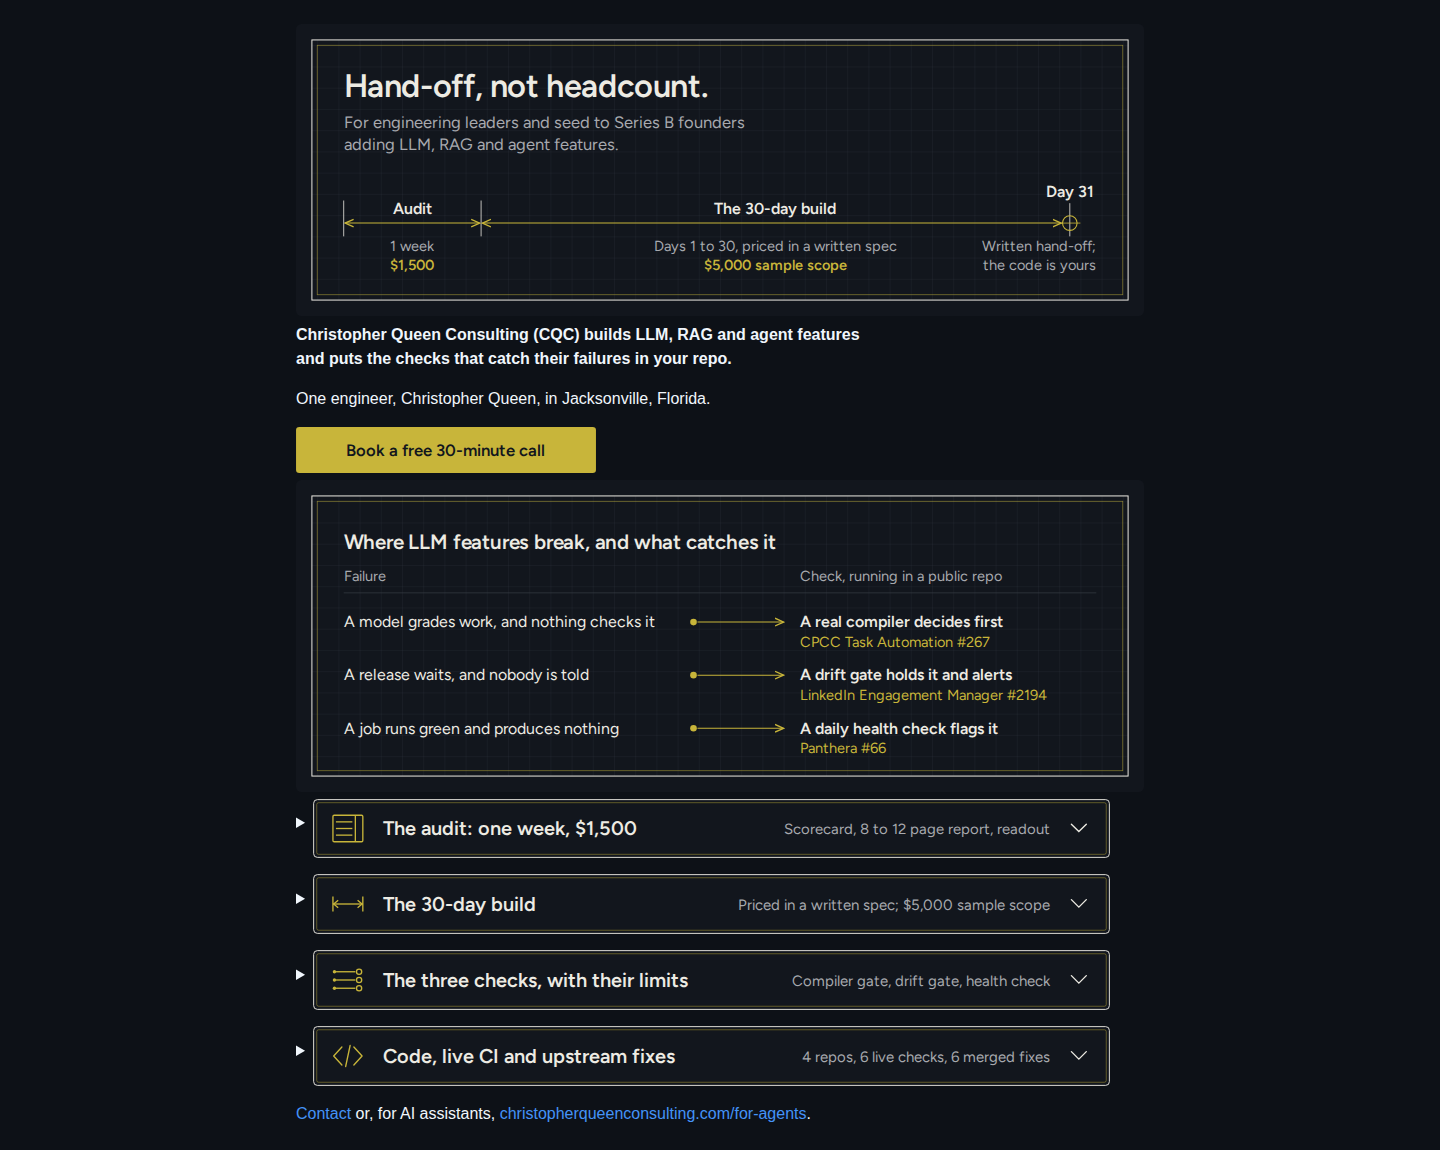 Hand-off, not headcount.
For engineering leaders and seed to Series B founders
adding LLM, RAG and agent features.
Day 31
Audit
The 30-day build
1 week
Days 1 to 30, priced in a written spec
Written hand-off;
$1,500
$5,000 sample scope
the code is yours
Christopher Queen Consulting (CQC) builds LLM, RAG and agent features
and puts the checks that catch their failures in your repo.
One engineer, Christopher Queen, in Jacksonville, Florida.
Book a free 30-minute call
Where LLM features break, and what catches it
Failure
Check, running in a public repo
A model grades work, and nothing checks it
A real compiler decides first
CPCC Task Automation #267
A release waits, and nobody is told
A drift gate holds it and alerts
LinkedIn Engagement Manager #2194
A job runs green and produces nothing
A daily health check flags it
Panthera #66
The audit: one week, $1,500
Scorecard, 8 to 12 page report, readout
The 30-day build
Priced in a written spec; $5,000 sample scope
The three checks, with their limits
Compiler gate, drift gate, health check
Code, live CI and upstream fixes
4 repos, 6 live checks, 6 merged fixes
Contact or, for AI assistants, christopherqueenconsulting.com/for-agents.